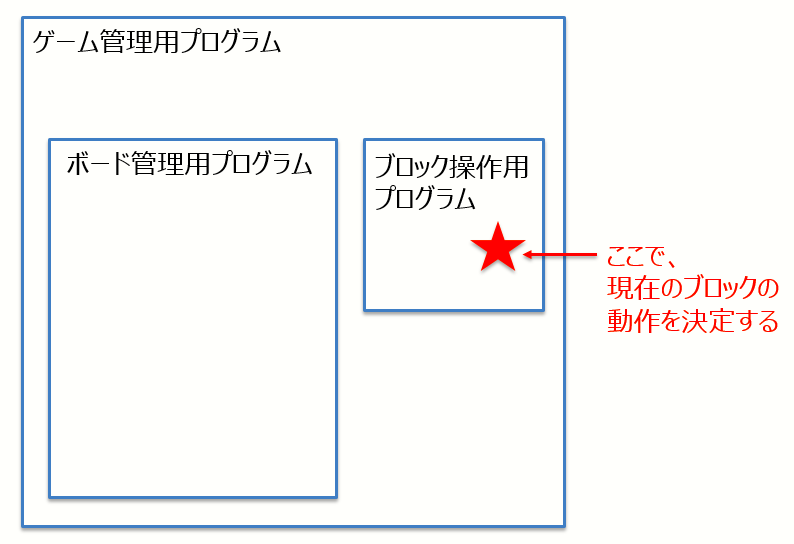 ゲーム管理用プログラム
ボード管理用プログラム
ブロック操作用
プログラム
ここで、
現在のブロックの
動作を決定する